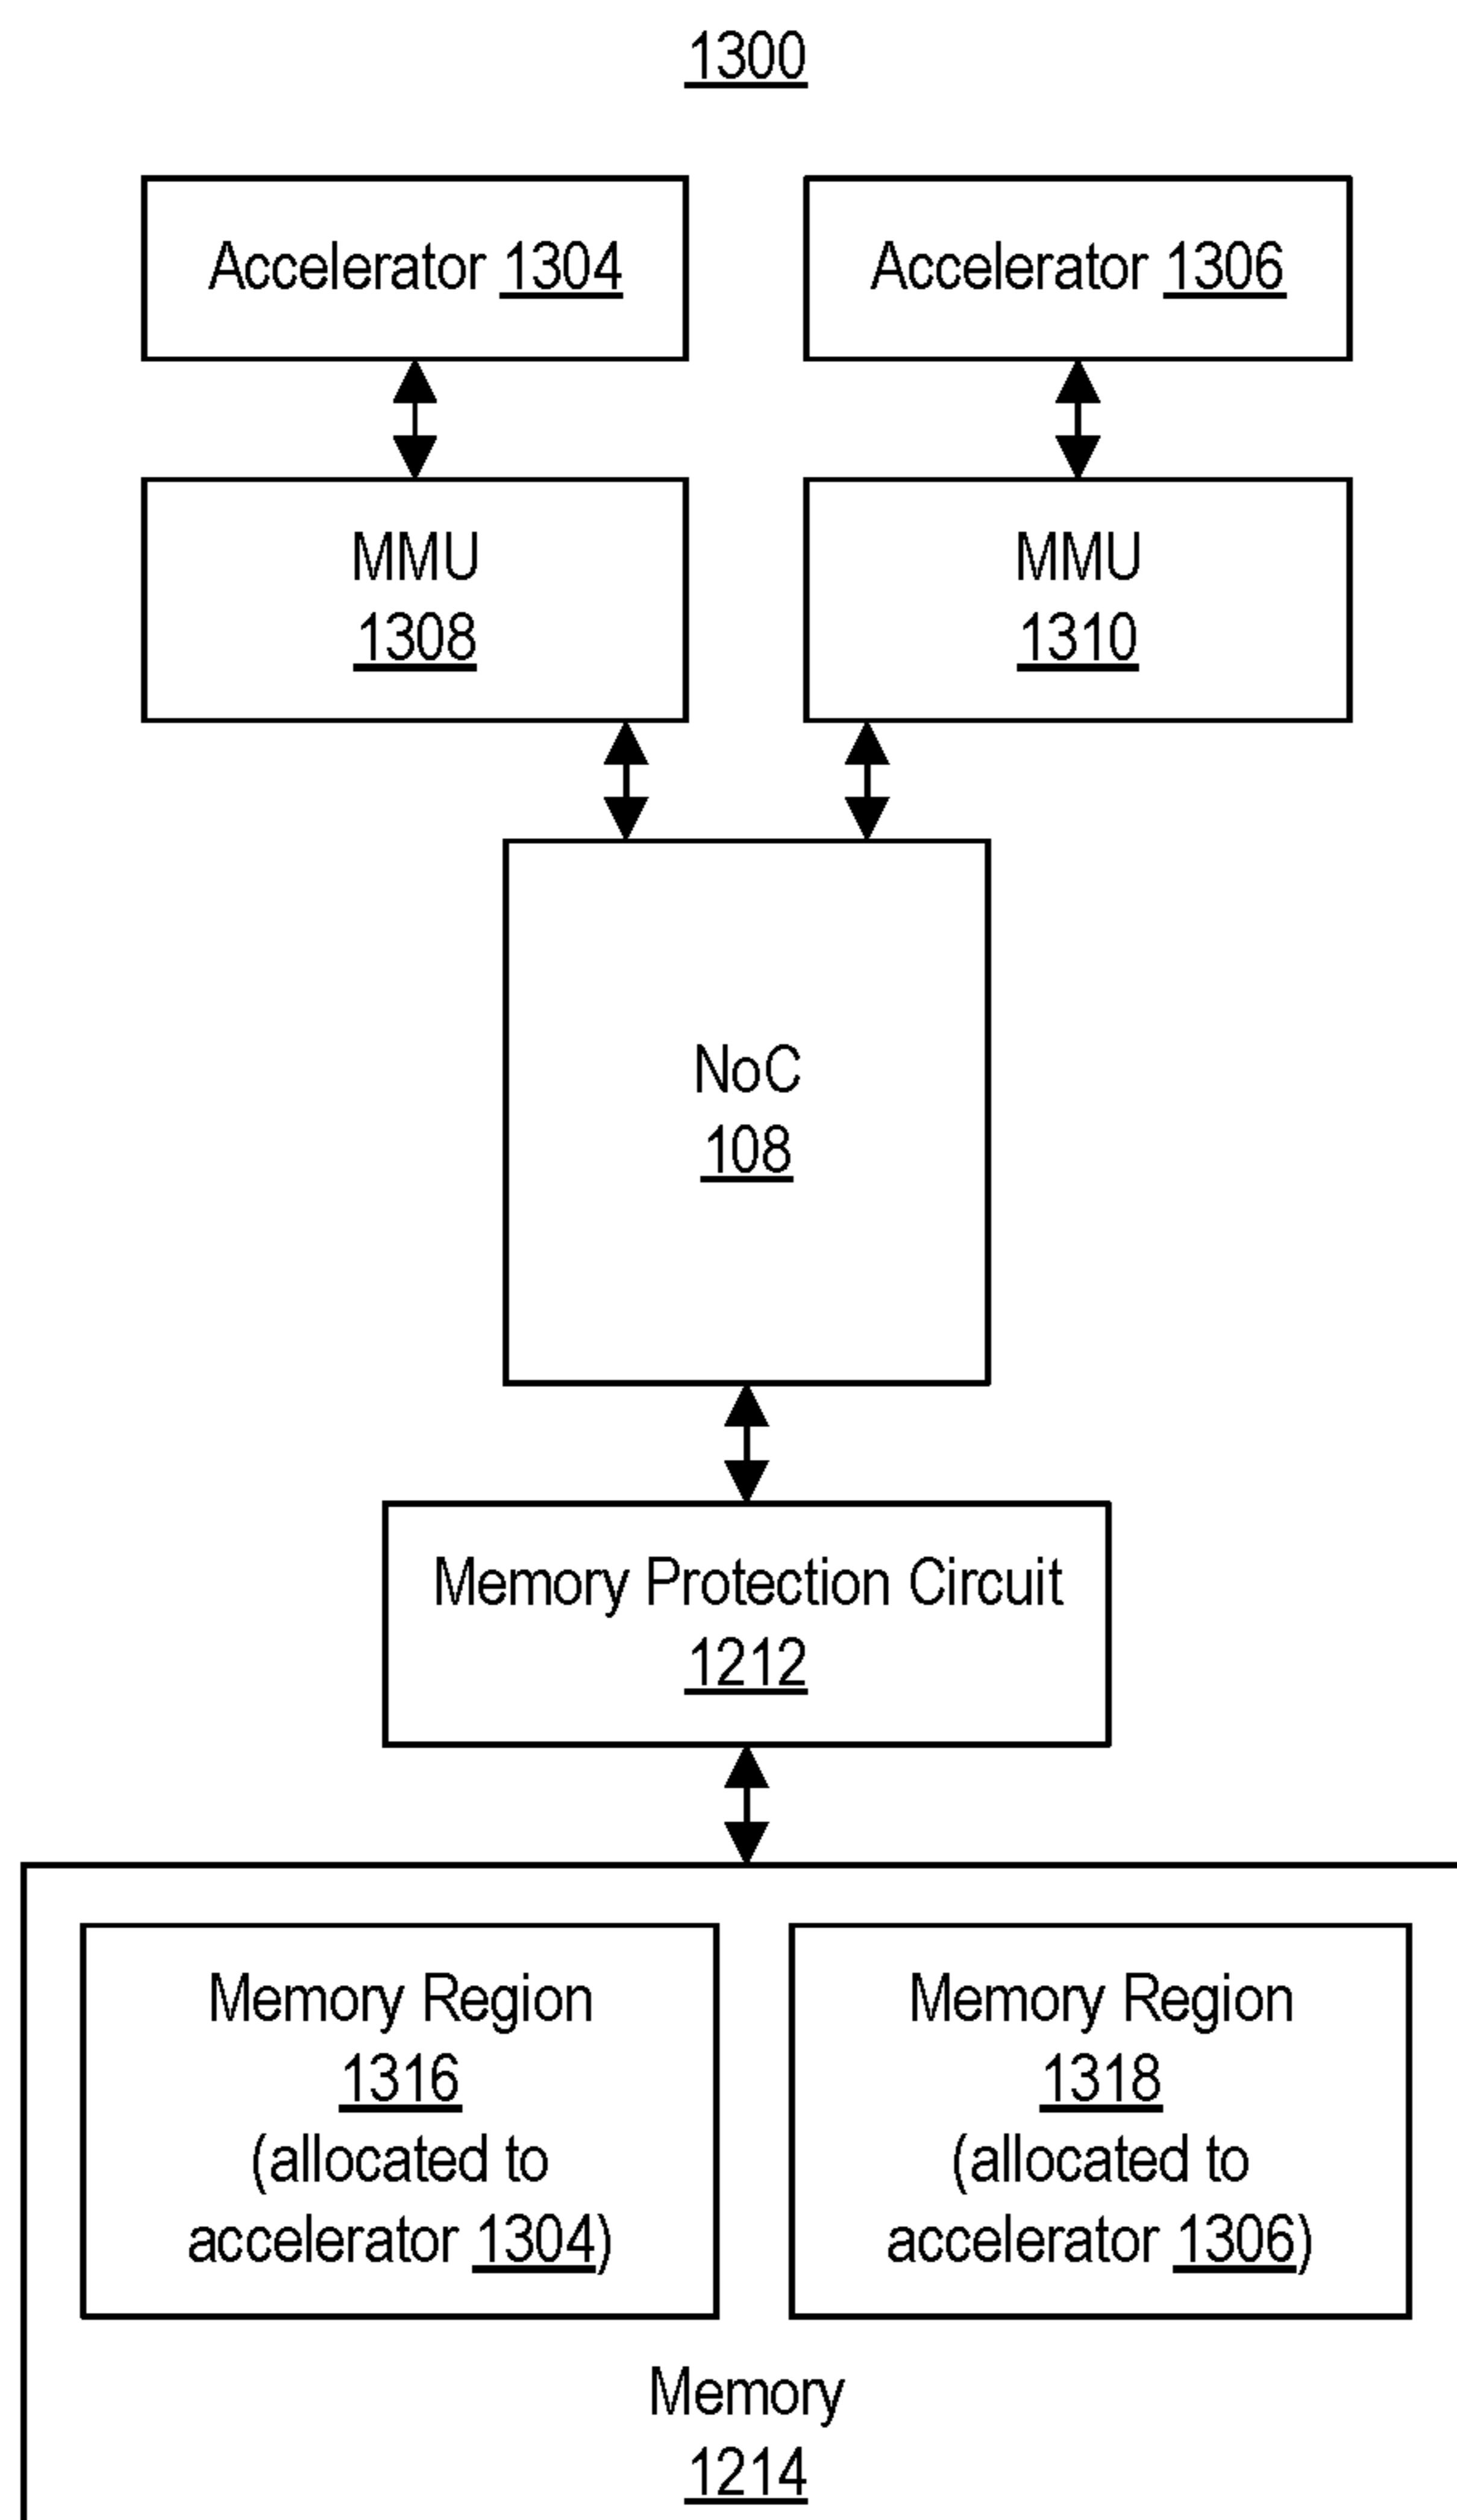 1300
Accelerator 1304
Accelerator 1306
MMU
1308
MMU
1310
NoC
108
Memory Protection Circuit
1212
Memory Region
1316
(allocated to
accelerator 1304)
Memory Region
1318
(allocated to
accelerator 1306)
Memory
1214